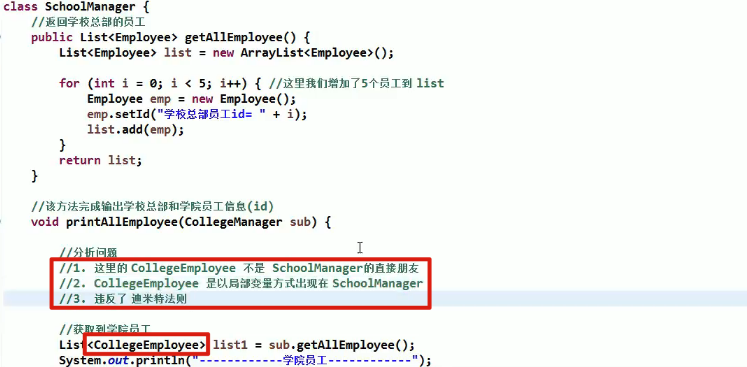 class SchoolManager {
//返回学校总部的员工
public List<Employee> getAllEmployee() {
List<Employee> list = new ArrayList<Employee>();
for (int i = 0; i < 5; i++) { //这里我们增加了5个员工到 list
Employee emp = new Employee();
emp.setId("学校总部员工id= " + i);
list.add(emp);
}
return list;
}
//该方法完成输出学校总部和学院员工信息(id)
void printAllEmployee(CollegeManager sub) {
//分析问题
//1. 这里的 CollegeEmployee 不是 SchoolManager的直接朋友
//2. CollegeEmployee 是以局部变量方式出现在 SchoolManager
//3. 违反了 迪米特法则
//获取到学院员工
List<CollegeEmployee> list1 = sub.getAllEmployee();
System.out.println("------------学院员工------------");